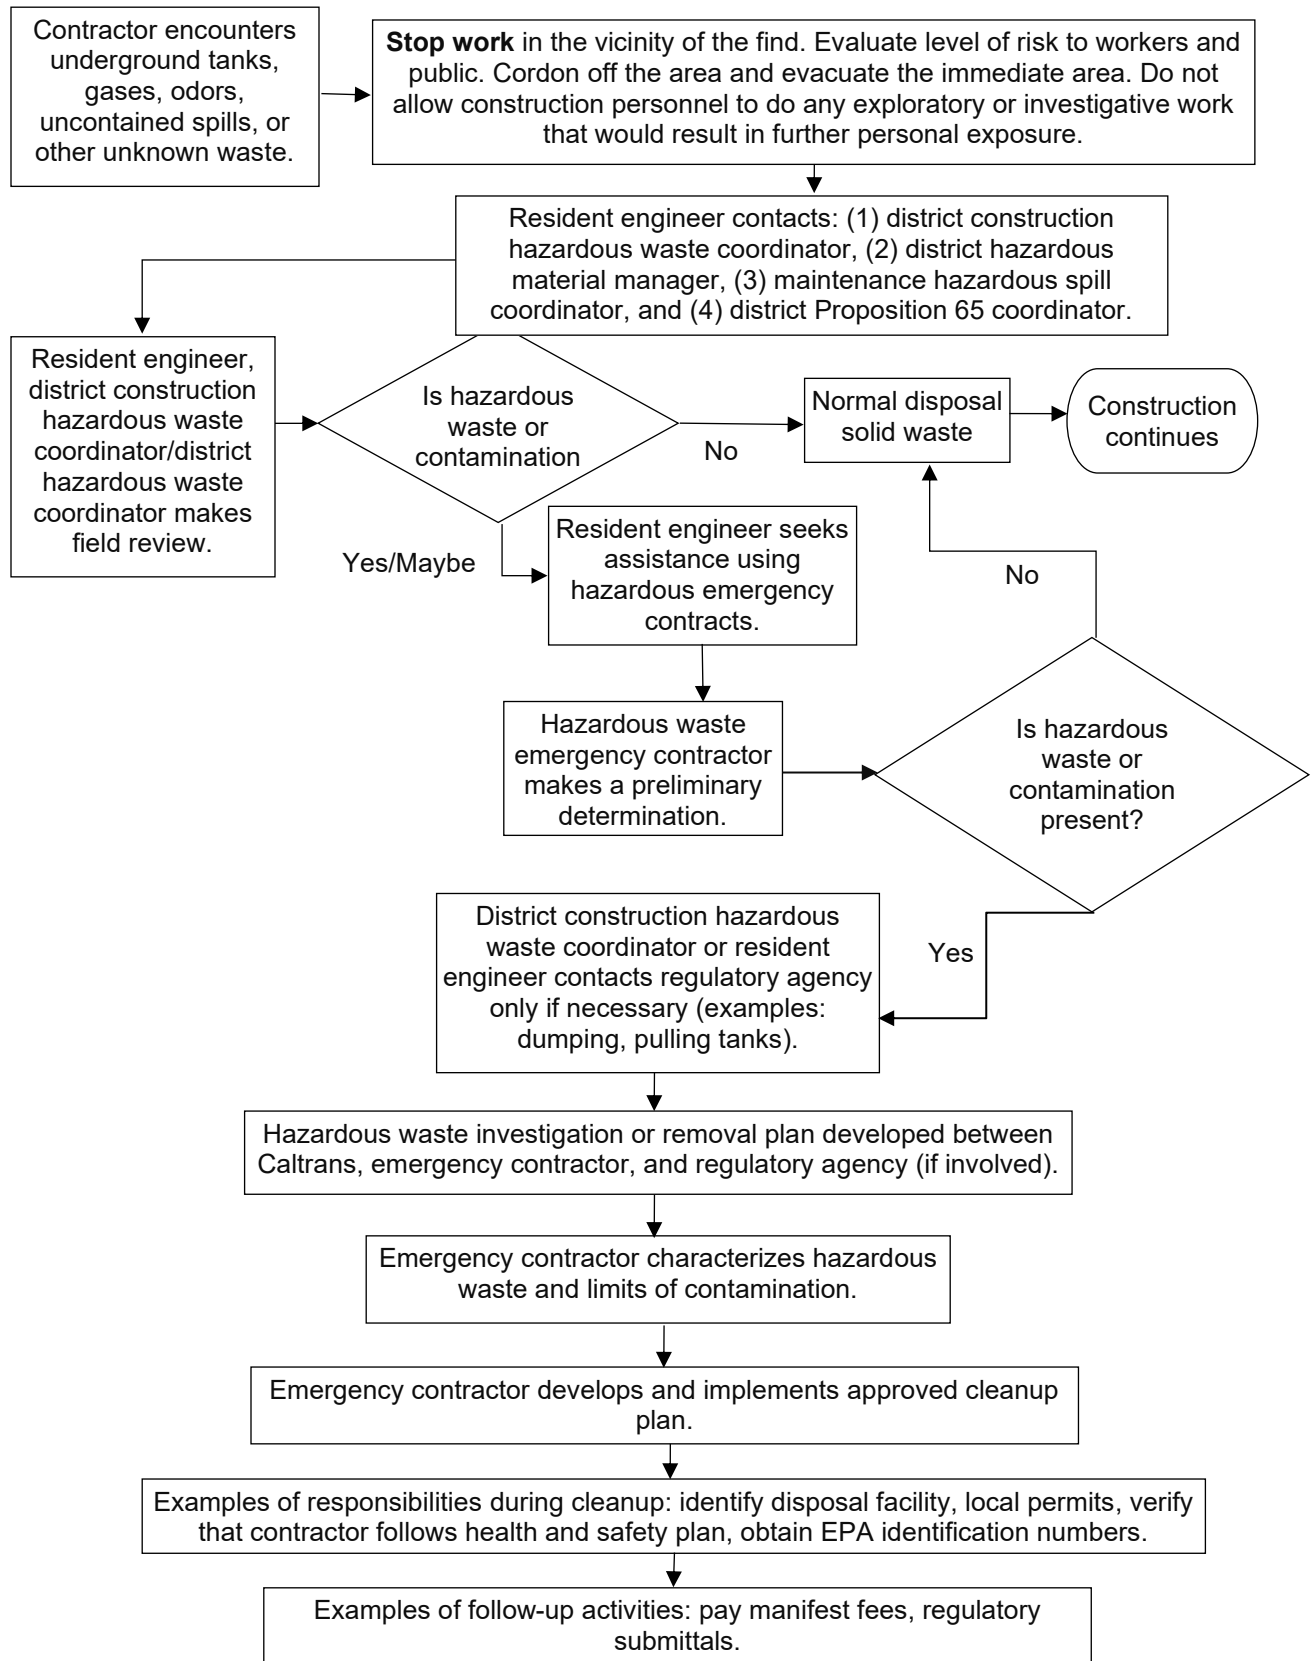 Contractor encounters
underground tanks,
gases, odors,
uncontained spills, or
other unknown waste.
Stop work in the vicinity of the find. Evaluate level of risk to workers and
public. Cordon off the area and evacuate the immediate area. Do not
allow construction personnel to do any exploratory or investigative work
that would result in further personal exposure.
Resident engineer contacts: (1) district construction
hazardous waste coordinator, (2) district hazardous
material manager, (3) maintenance hazardous spill
coordinator, and (4) district Proposition 65 coordinator.
Resident engineer,
district construction
hazardous waste
coordinator/district
hazardous waste
coordinator makes
field review.
Is hazardous
waste or
contamination
No
Normal disposal
solid waste
Construction
continues
Yes/Maybe
Resident engineer seeks
assistance using
hazardous emergency
contracts.
No
Hazardous waste
emergency contractor
makes a preliminary
determination.
Is hazardous
waste or
contamination
present?
Yes
District construction hazardous
waste coordinator or resident
engineer contacts regulatory agency
only if necessary (examples:
dumping, pulling tanks).
Hazardous waste investigation or removal plan developed between
Caltrans, emergency contractor, and regulatory agency (if involved).
Emergency contractor characterizes hazardous
waste and limits of contamination.
Emergency contractor develops and implements approved cleanup
plan.
Examples of responsibilities during cleanup: identify disposal facility, local permits, verify
that contractor follows health and safety plan, obtain EPA identification numbers.
Examples of follow-up activities: pay manifest fees, regulatory
submittals.